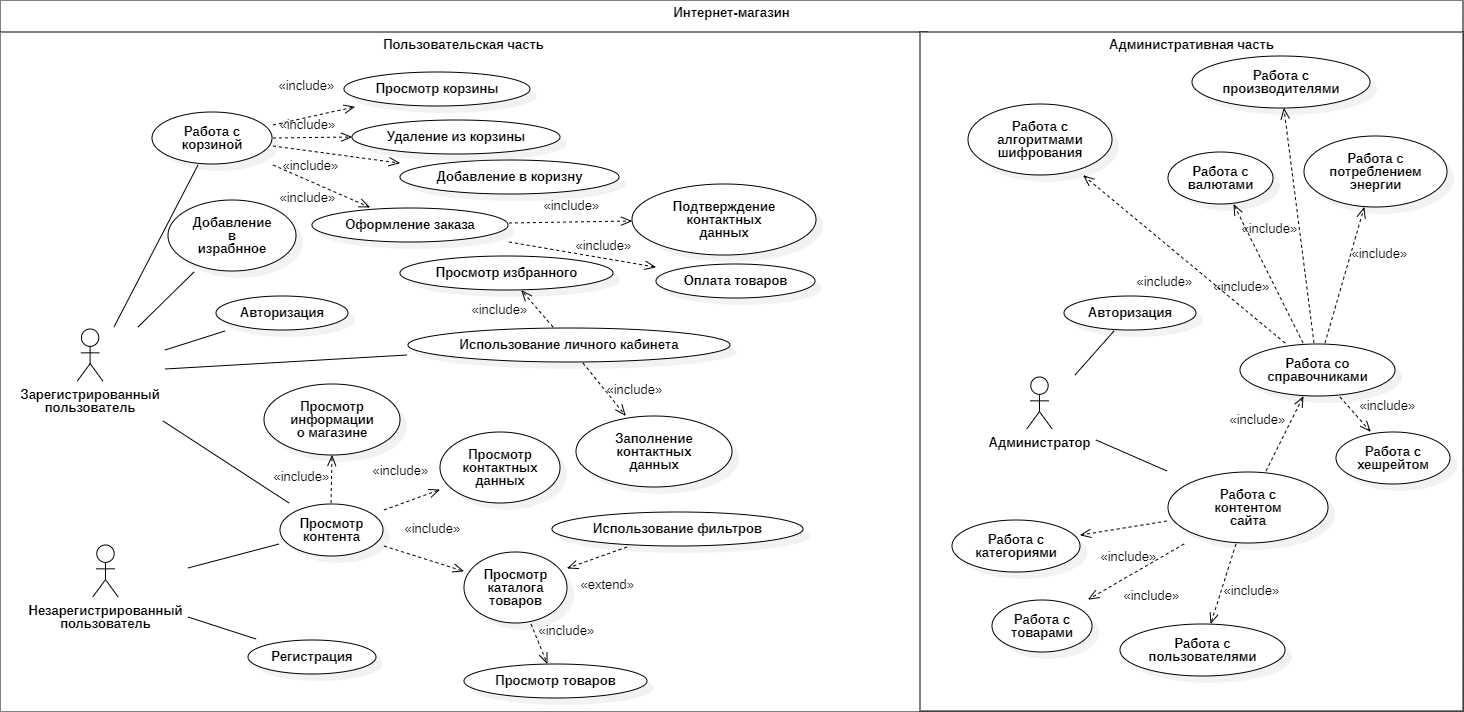 Интернет-магазин
Пользовательская часть
«include»
Просмотр корзины
Работа с
корзиной
«include»
Удаление из корзины
«include»
Добавление в коризну
«include»
Оформление заказа
«include»
Подтверждение
контактных
данных
«include»
Оплата товаров
Добавление
в
израбнное
Просмотр избранного
«include»
Авторизация
Использование личного кабинета
«include»
Зарегистрированный
пользователь
Просмотр
информации
о магазине
Заполнение
контактных
данных
«include»
«include»
Просмотр
контактных
данных
Просмотр
контента
«include»
Использование фильтров
«extend»
Просмотр
каталога
товаров
Незарегистрированный
пользователь
«include»
Регистрация
Просмотр товаров
Административная часть
Работа с
производителями
Работа с
алгоритмами
шифрования
Работа с
валютами
Работа с
потреблением
энергии
«include»
«include»
«include»
«include»
Авторизация
Работа со
справочниками
«include»
«include»
Администратор
Работа с
хешрейтом
Работа с
контентом
сайта
Работа с
категориями
«include»
«include»
«include»
Работа с
товарами
Работа с
пользователями